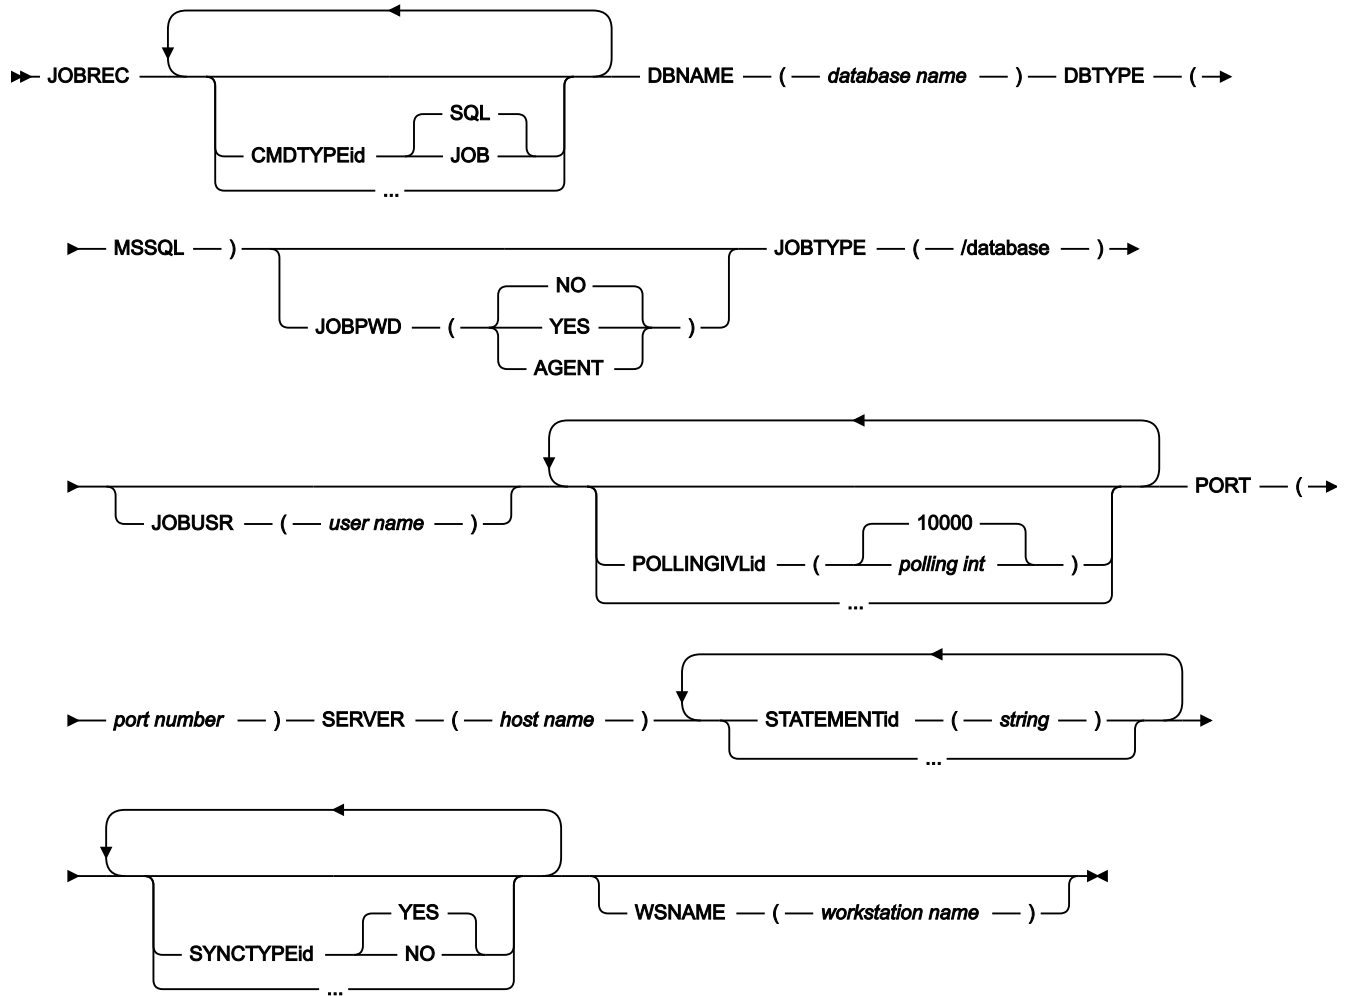 JOBREC DBNAME ( database name ) DBTYPE (
SQL
CMDTYPEid JOB
...
MSSQL ) JOBTYPE ( /database )
NO
JOBPWD ( YES )
AGENT
PORT (
JOBUSR ( user name ) 10000
POLLINGIVLid ( polling int )
...
port number ) SERVER ( host name ) STATEMENTid ( string )
...
YES WSNAME ( workstation name )
SYNCTYPEid NO
...